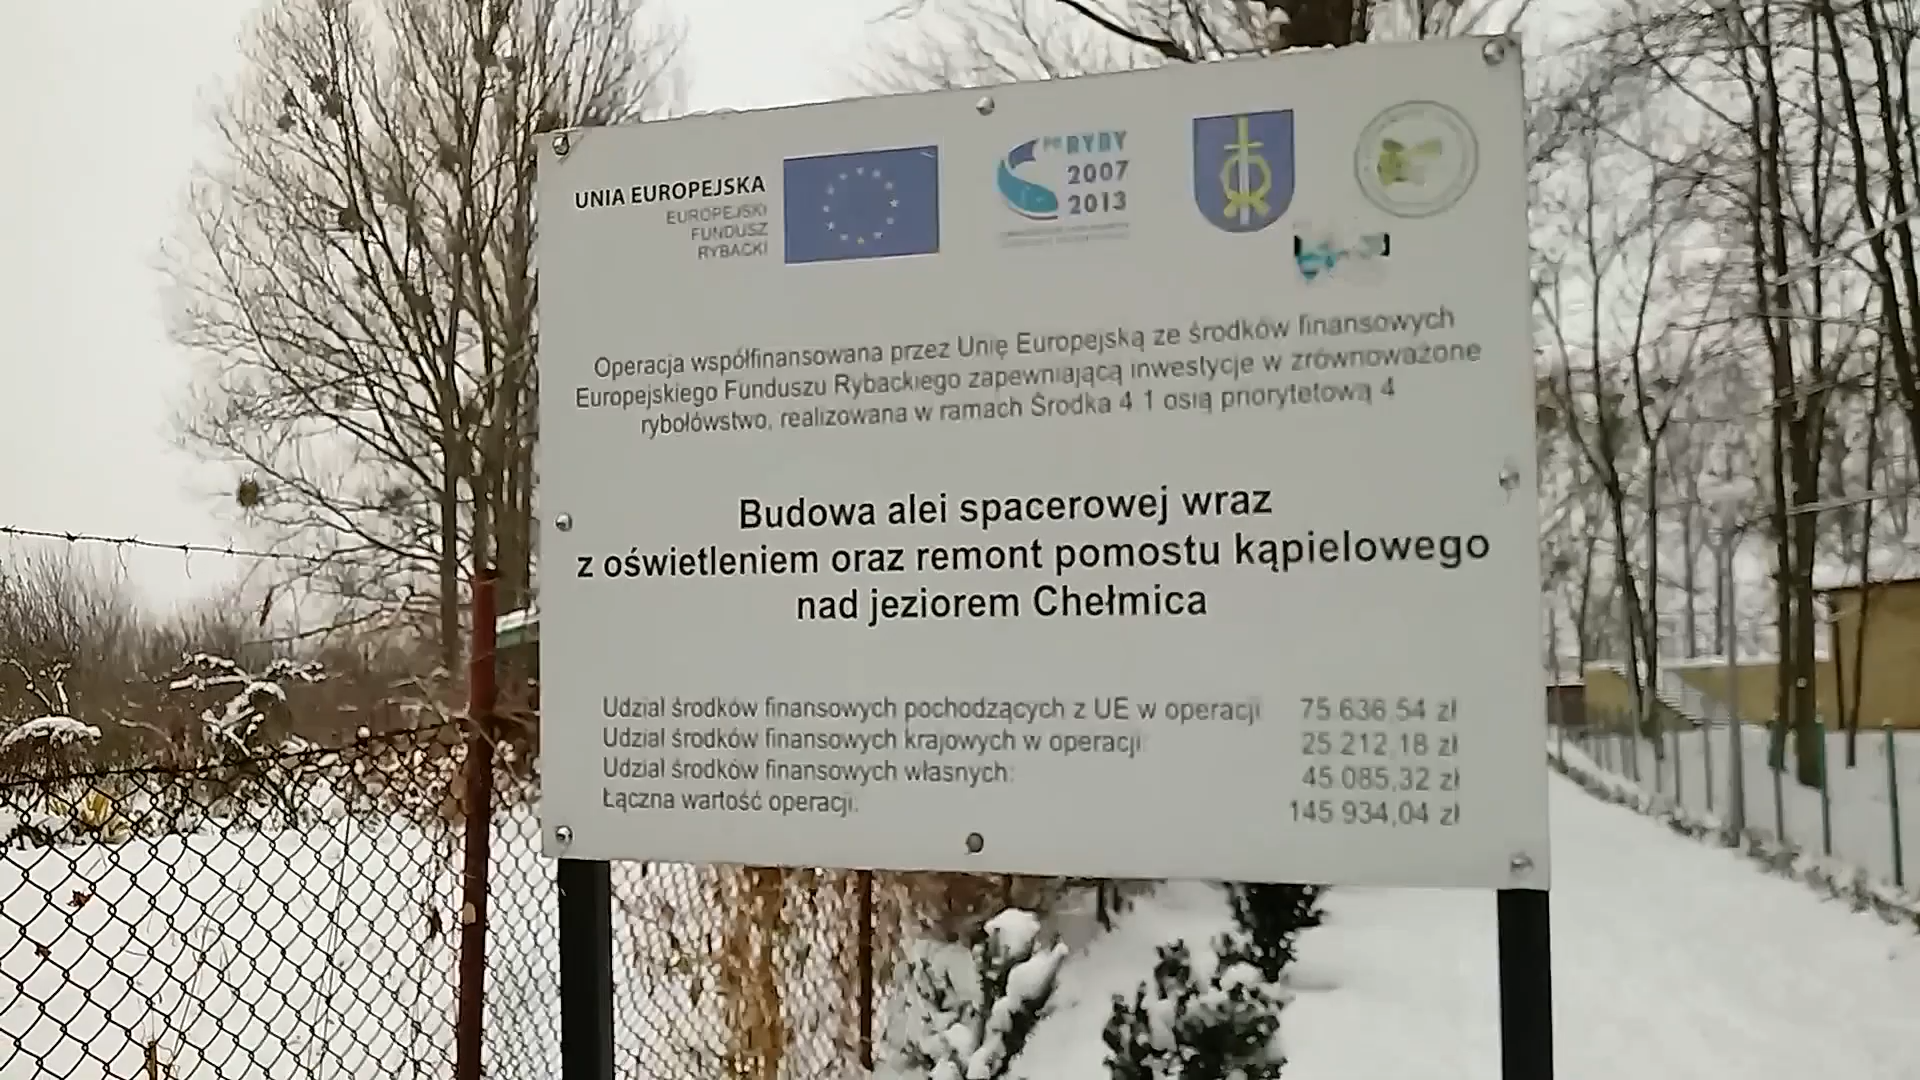 UNIA EUROPEJSKA
EUROPEJSKI
FUNDUSZ
RYBACKI
PO RYBY
2007
2013
Operacja współfinansowana przez Unię Europejską ze środków finansowych
Europejskiego Funduszu Rybackiego zapewniającą inwestycje w zrównoważone
rybołówstwo, realizowana w ramach Środka 4.1 osią priorytetową 4
Budowa alei spacerowej wraz
z oświetleniem oraz remont pomostu kąpielowego
nad jeziorem Chełmica
Udział środków finansowych pochodzących z UE w operacji 75 636,54 zł
Udział środków finansowych krajowych w operacji: 25 212,18 zł
Udział środków finansowych własnych: 45 085,32 zł
Łączna wartość operacji: 145 934,04 zł